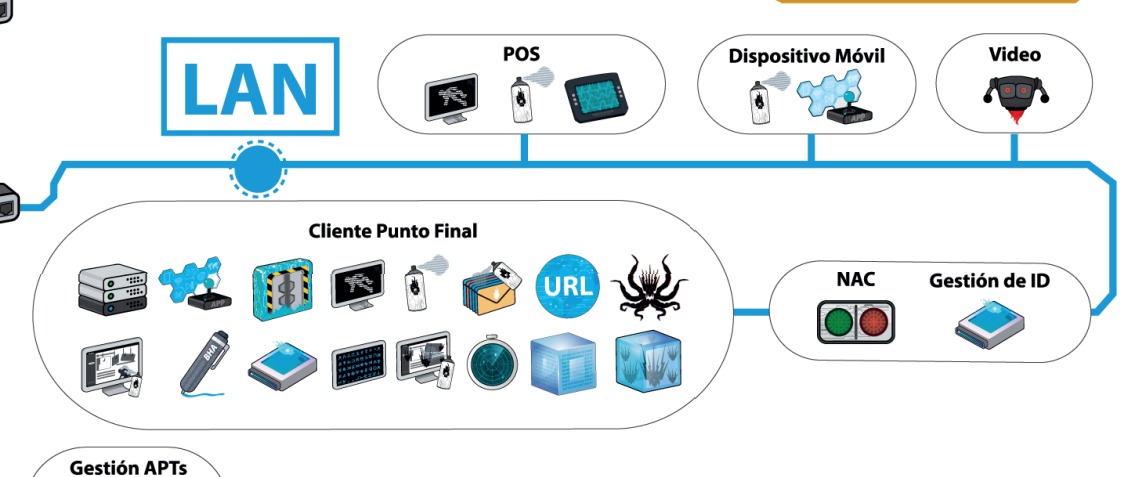 LAN
POS
Dispositivo Móvil
APP
Video
Cliente Punto Final
APP
URL
BHA
NAC
Gestión de ID
Gestión APTs